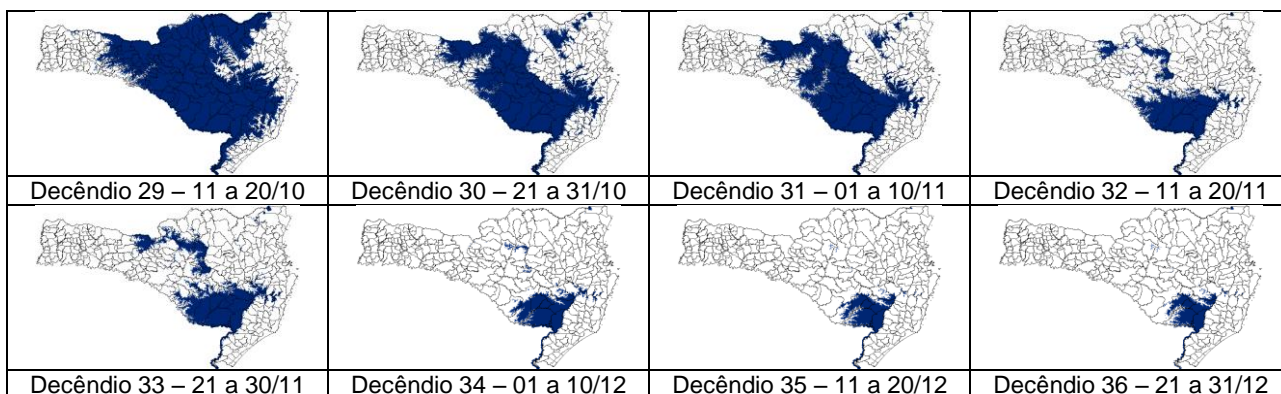 Decêndio 29 – 11 a 20/10
Decêndio 30 – 21 a 31/10
Decêndio 31 – 01 a 10/11
Decêndio 32 – 11 a 20/11
Decêndio 33 – 21 a 30/11
Decêndio 34 – 01 a 10/12
Decêndio 35 – 11 a 20/12
Decêndio 36 – 21 a 31/12